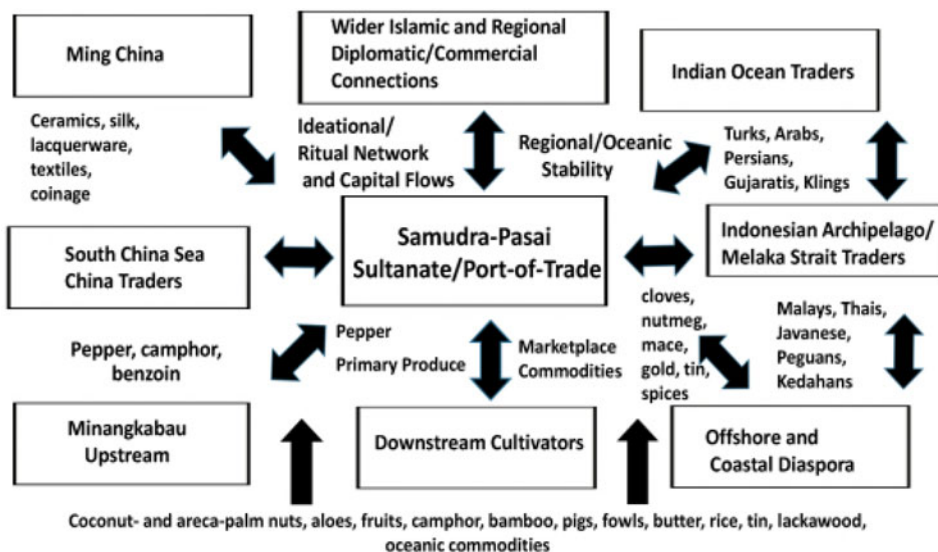 Ming China
Wider Islamic and Regional
Diplomatic/Commercial
Connections
Indian Ocean Traders
Ceramics, silk,
lacquerware,
textiles,
coinage
Ideational/
Ritual Network
and Capital Flows
Regional/Oceanic
Stability
Turks, Arabs,
Persians,
Gujaratis, Klings
South China Sea
China Traders
Samudra-Pasai
Sultanate/Port-of-Trade
Indonesian Archipelago/
Melaka Strait Traders
Pepper, camphor,
benzoin
Pepper
Primary Produce
Marketplace
Commodities
cloves,
nutmeg,
mace,
gold, tin,
spices
Malays, Thais,
Javanese,
Peguans,
Kedahans
Minangkabau
Upstream
Downstream Cultivators
Offshore and
Coastal Diaspora
Coconut- and areca-palm nuts, aloes, fruits, camphor, bamboo, pigs, fowls, butter, rice, tin, lackawood,
oceanic commodities